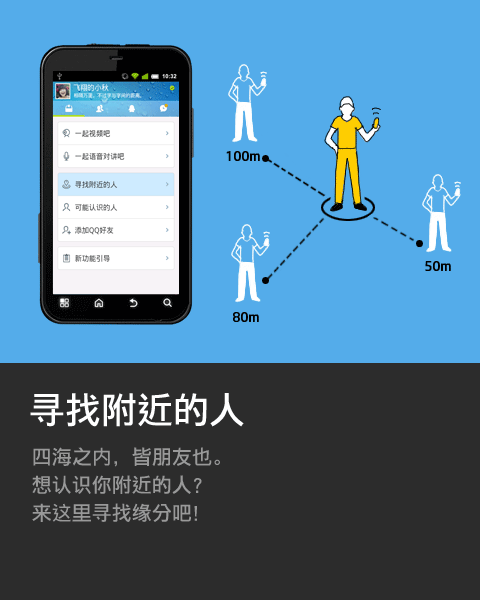 10:32
飞翔的小秋
一起视频吧
一起语音对讲吧
寻找附近的人
可能认识的人
添加QQ好友
新功能引导
100m
50m
80m
寻找附近的人
四海之内，皆朋友也。
想认识你附近的人？
来这里寻找缘分吧！